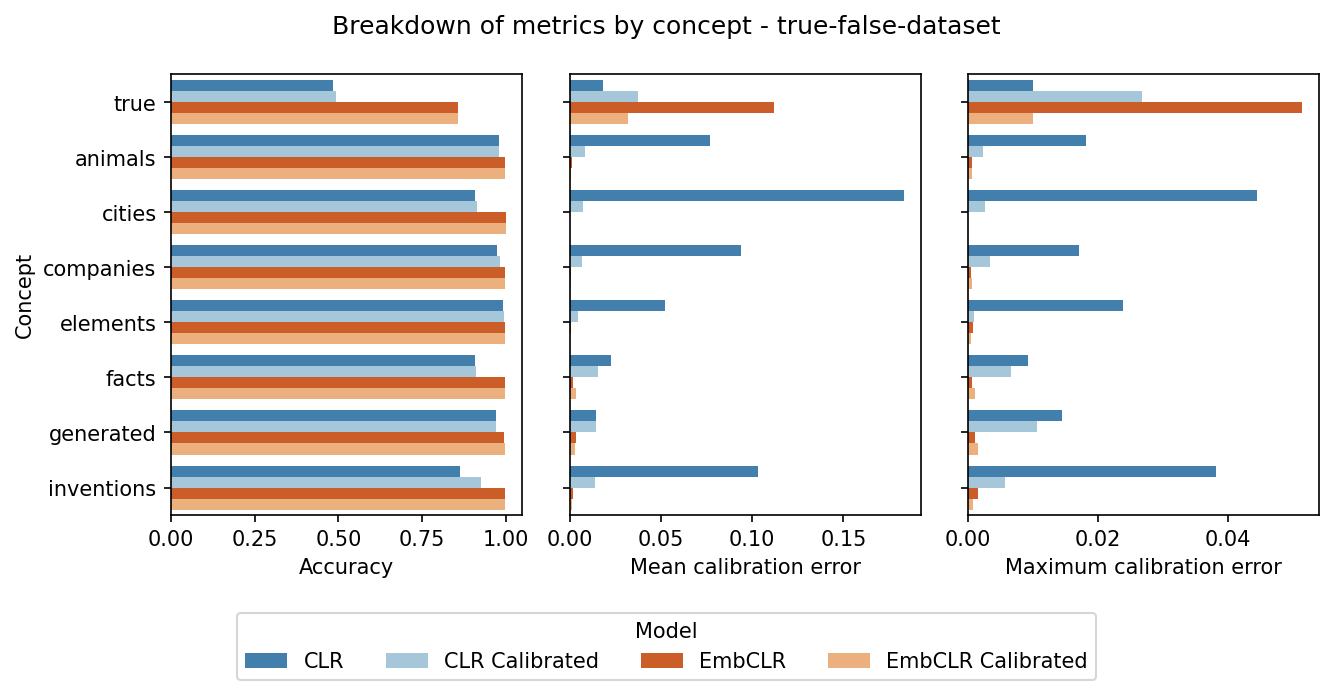 Breakdown of metrics by concept - true-false-dataset
Concept
true
animals
cities
companies
elements
facts
generated
inventions
0.00 0.25 0.50 0.75 1.00
Accuracy
0.00 0.05 0.10 0.15
Mean calibration error
0.00 0.02 0.04
Maximum calibration error
Model
CLR CLR Calibrated EmbCLR EmbCLR Calibrated